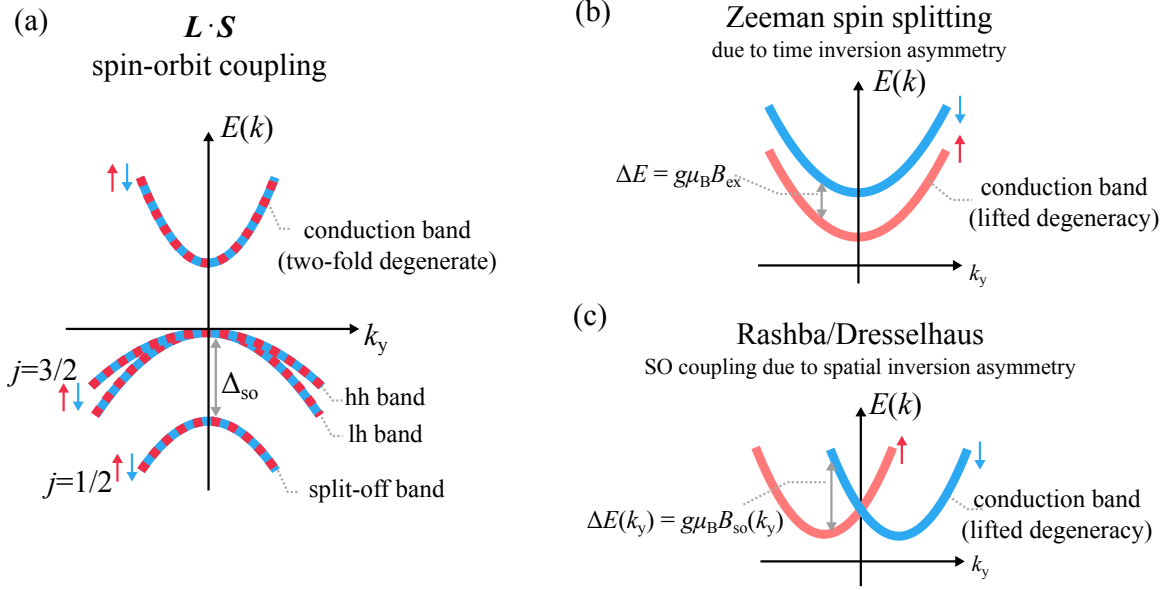 (a)
L·S
spin-orbit coupling
E(k)
conduction band
(two-fold degenerate)
k_y
j=3/2
Δ_so
hh band
lh band
j=1/2
split-off band
(b)
Zeeman spin splitting
due to time inversion asymmetry
E(k)
ΔE = gμ_B B_ex
conduction band
(lifted degeneracy)
k_y
(c)
Rashba/Dresselhaus
SO coupling due to spatial inversion asymmetry
E(k)
ΔE(k_y) = gμ_B B_so(k_y)
conduction band
(lifted degeneracy)
k_y